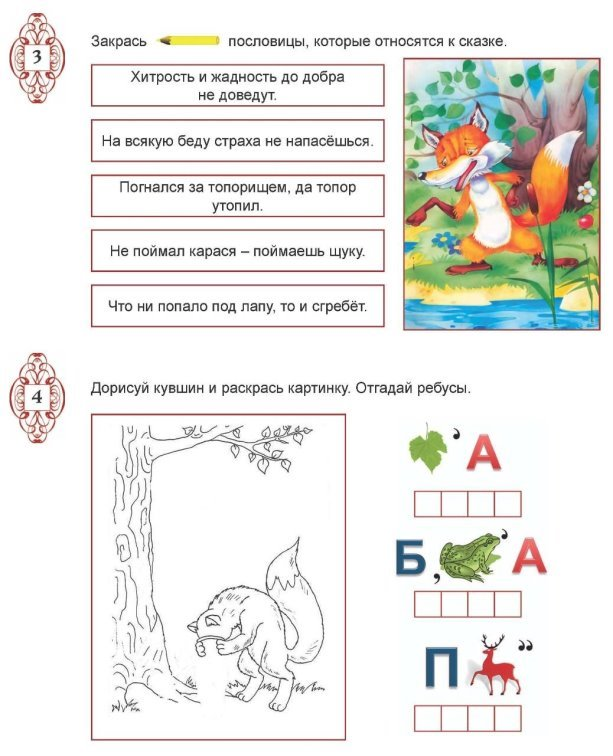 3
Закрась пословицы, которые относятся к сказке.
Хитрость и жадность до добра
не доведут.
На всякую беду страха не напасёшься.
Погнался за топорищем, да топор
утопил.
Не поймал карася – поймаешь щуку.
Что ни попало под лапу, то и сгребёт.
4
Дорисуй кувшин и раскрась картинку. Отгадай ребусы.
’ А
Б , ’ А
П ’’